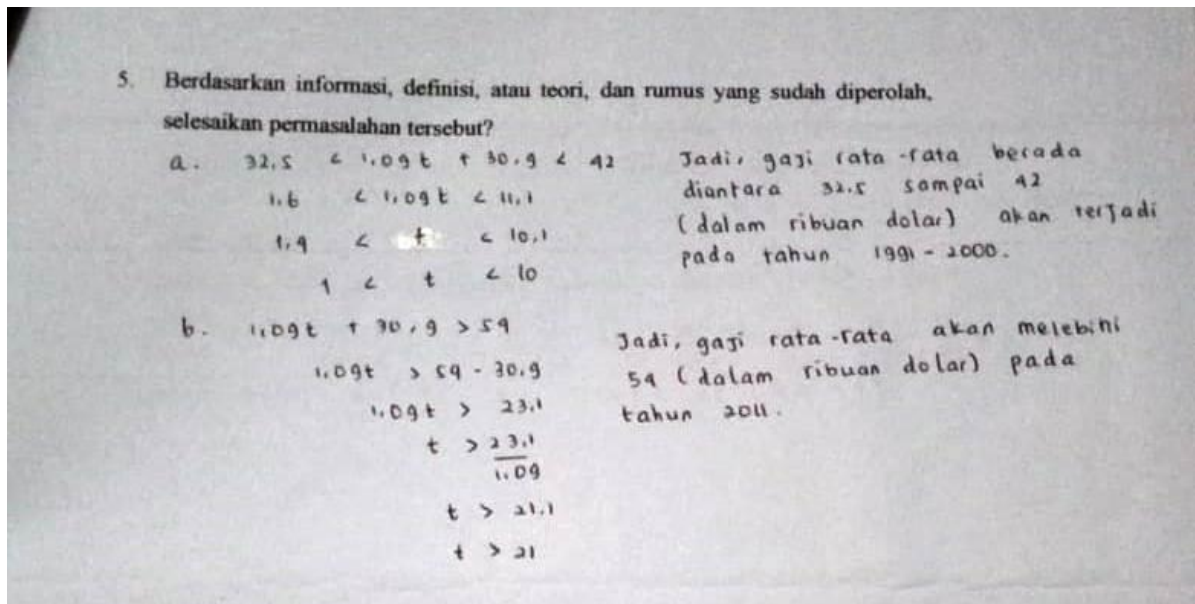 5. Berdasarkan informasi, definisi, atau teori, dan rumus yang sudah diperolah,
selesaikan permasalahan tersebut?
a. 32,5 < 1,09t + 30,9 < 42
1,6 < 1,09t < 11,1
1,4 < t < 10,1
1 < t < 10
Jadi, gaji rata-rata berada
diantara 32,5 sampai 42
(dalam ribuan dolar) akan terjadi
pada tahun 1991 - 2000.
b. 1,09t + 30,9 > 54
1,09t > 54 - 30,9
1,09t > 23,1
t > 23,1
1,09
t > 21,1
t > 21
Jadi, gaji rata-rata akan melebihi
54 (dalam ribuan dolar) pada
tahun 2011.